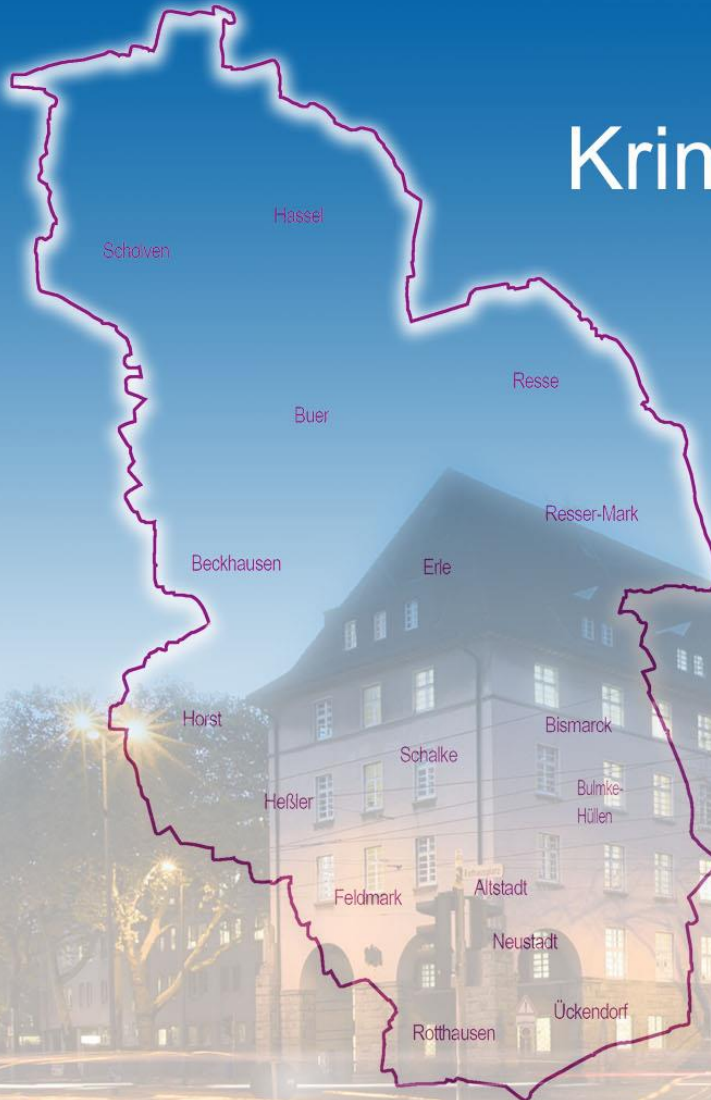 Krin
Hassel
Scholven
Resse
Buer
Resser-Mark
Beckhausen
Erle
Horst
Bismarck
Schalke
Bulmke-
Hüllen
Heßler
Altstadt
Feldmark
Neustadt
Ückendorf
Rotthausen